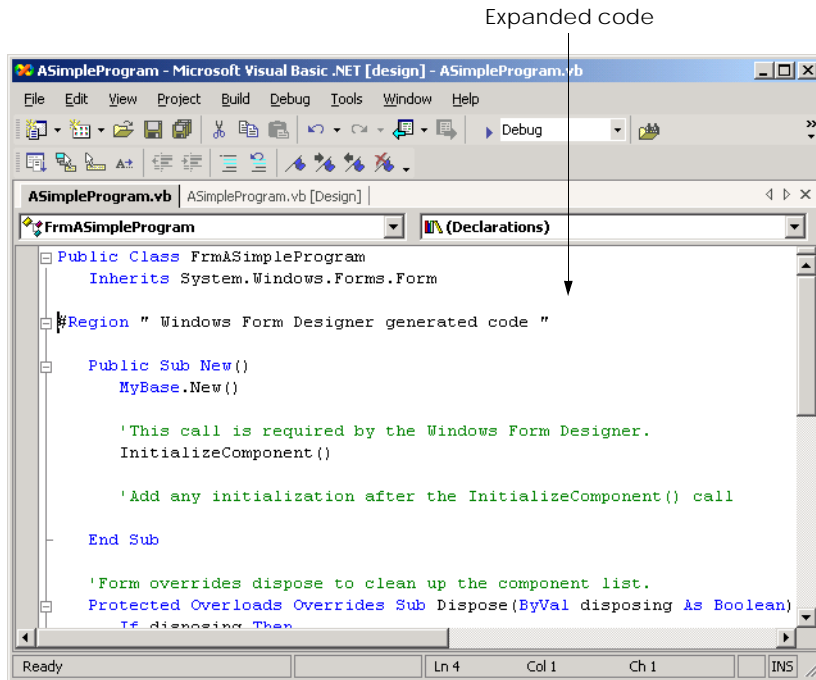 Expanded code
ASimpleProgram - Microsoft Visual Basic .NET [design] - ASimpleProgram.vb
File Edit View Project Build Debug Tools Window Help
Debug
ASimpleProgram.vb ASimpleProgram.vb [Design]
FrmASimpleProgram (Declarations)
Public Class FrmASimpleProgram
Inherits System.Windows.Forms.Form
#Region " Windows Form Designer generated code "
Public Sub New()
MyBase.New()
'This call is required by the Windows Form Designer.
InitializeComponent()
'Add any initialization after the InitializeComponent() call
End Sub
'Form overrides dispose to clean up the component list.
Protected Overloads Overrides Sub Dispose(ByVal disposing As Boolean)
If disposing Then
Ready Ln 4 Col 1 Ch 1 INS